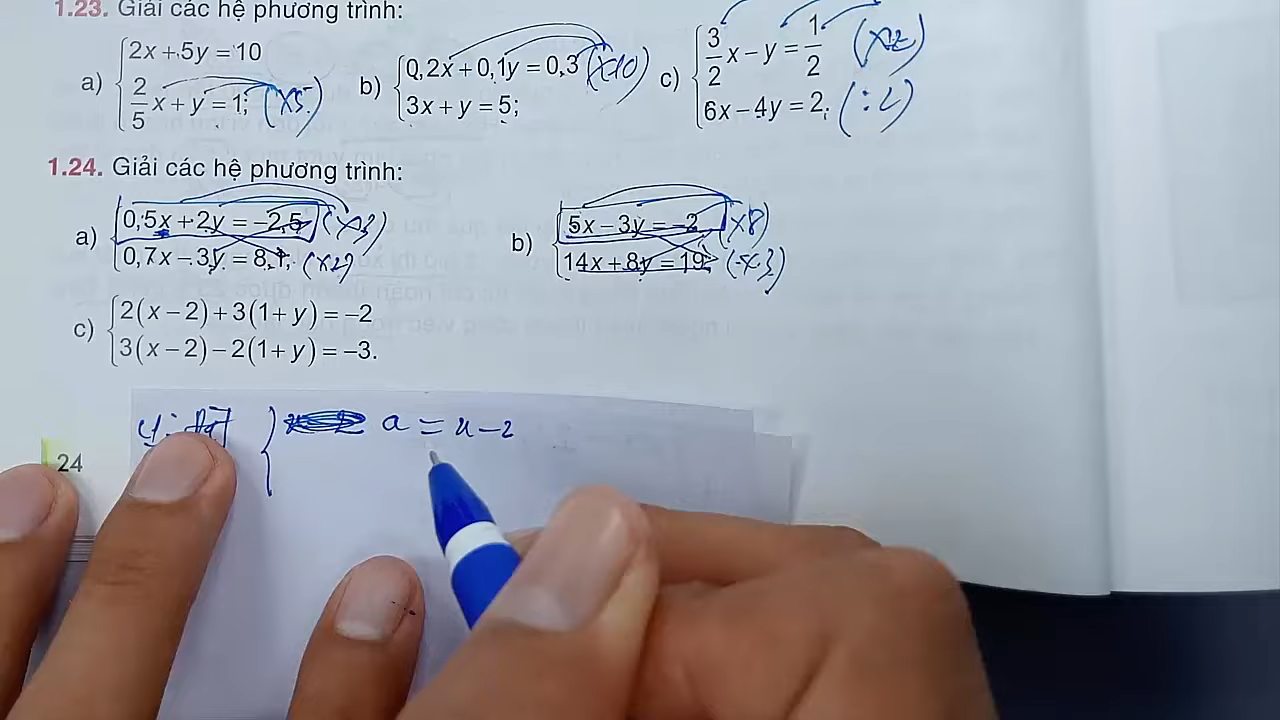 1.23. Giải các hệ phương trình:
a) {2x + 5y = 10
2/5 x + y = 1; (x5)
b) {0,2x + 0,1y = 0,3 (x10)
3x + y = 5;
c) {3/2 x − y = 1/2 (x2)
6x − 4y = 2. (:2)
1.24. Giải các hệ phương trình:
a) {0,5x + 2y = −2,5 (x3)
0,7x − 3y = 8,1; (x2)
b) {5x − 3y = −2 (x8)
14x + 8y = 19; (x3)
c) {2(x − 2) + 3(1 + y) = −2
3(x − 2) − 2(1 + y) = −3.
{ a = x − 2
24